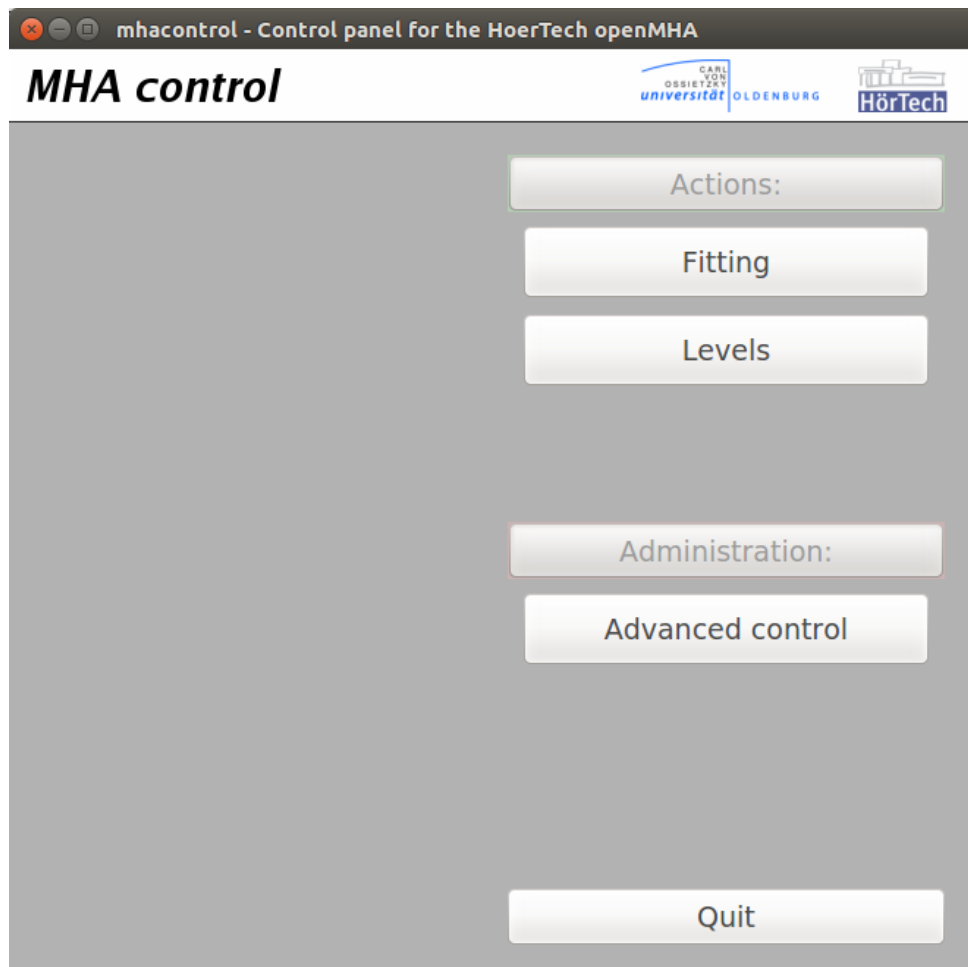 mhacontrol - Control panel for the HoerTech openMHA
MHA control
CARL
VON
OSSIETZKY
universität OLDENBURG
HörTech
Actions:
Fitting
Levels
Administration:
Advanced control
Quit